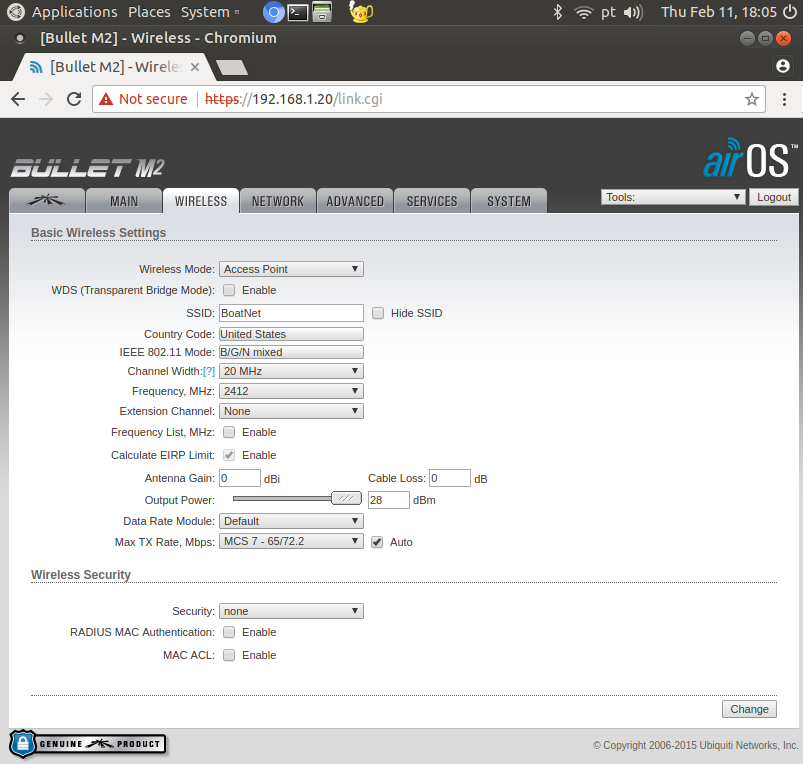 Applications Places System pt Thu Feb 11, 18:05
[Bullet M2] - Wireless - Chromium
[Bullet M2] - Wirele
Not secure https://192.168.1.20/link.cgi
BULLET M2 airOS™
MAIN WIRELESS NETWORK ADVANCED SERVICES SYSTEM Tools: Logout
Basic Wireless Settings
Wireless Mode: Access Point
WDS (Transparent Bridge Mode): Enable
SSID: BoatNet Hide SSID
Country Code: United States
IEEE 802.11 Mode: B/G/N mixed
Channel Width:[?] 20 MHz
Frequency, MHz: 2412
Extension Channel: None
Frequency List, MHz: Enable
Calculate EIRP Limit: Enable
Antenna Gain: 0 dBi Cable Loss: 0 dB
Output Power: 28 dBm
Data Rate Module: Default
Max TX Rate, Mbps: MCS 7 - 65/72.2 Auto
Wireless Security
Security: none
RADIUS MAC Authentication: Enable
MAC ACL: Enable
Change
GENUINE PRODUCT © Copyright 2006-2015 Ubiquiti Networks, Inc.